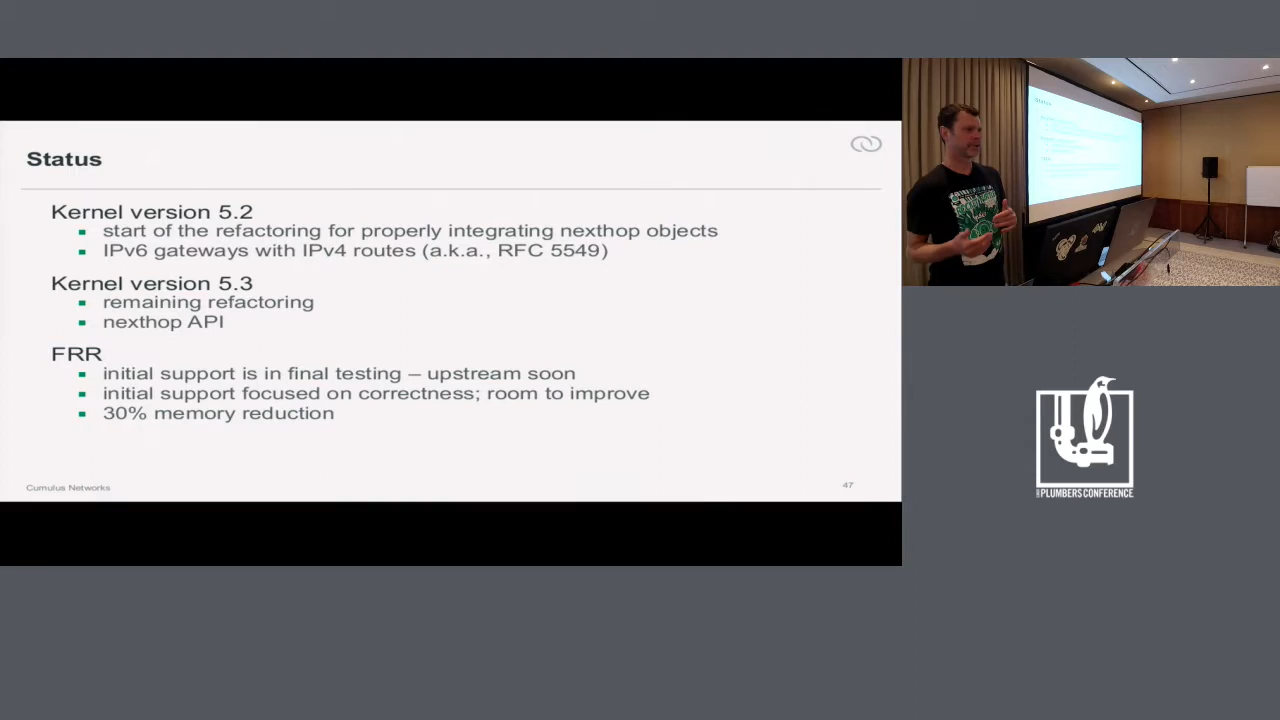 Status
Kernel version 5.2
start of the refactoring for properly integrating nexthop objects
IPv6 gateways with IPv4 routes (a.k.a., RFC 5549)
Kernel version 5.3
remaining refactoring
nexthop API
FRR
initial support is in final testing – upstream soon
initial support focused on correctness; room to improve
30% memory reduction
Cumulus Networks
47
PLUMBERS CONFERENCE